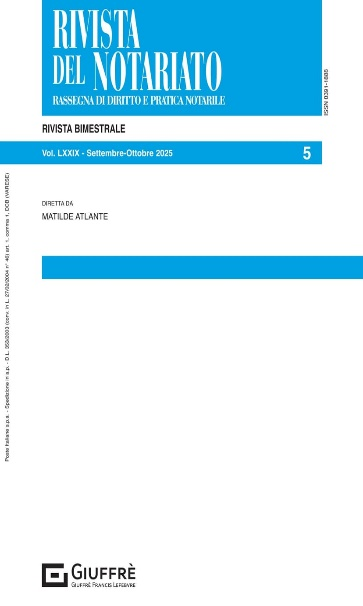 RIVISTA
DEL NOTARIATO
RASSEGNA DI DIRITTO E PRATICA NOTARILE
ISSN 0391-1888
RIVISTA BIMESTRALE
Vol. LXXIX - Settembre-Ottobre 2025 5
DIRETTA DA
MATILDE ATLANTE
Poste Italiane s.p.a. - Spedizione in a.p. - D.L. 353/2003 (conv. in L. 27/02/2004 n° 46) art. 1, comma 1, DCB (VARESE)
GIUFFRÈ
GIUFFRÈ FRANCIS LEFEBVRE